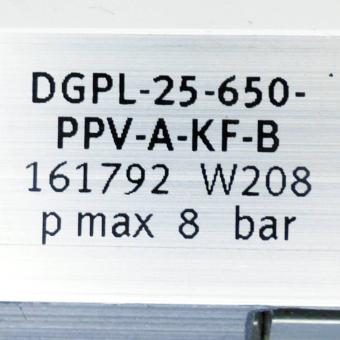 DGPL-25-650-
PPV-A-KF-B
161792 W208
p max 8 bar